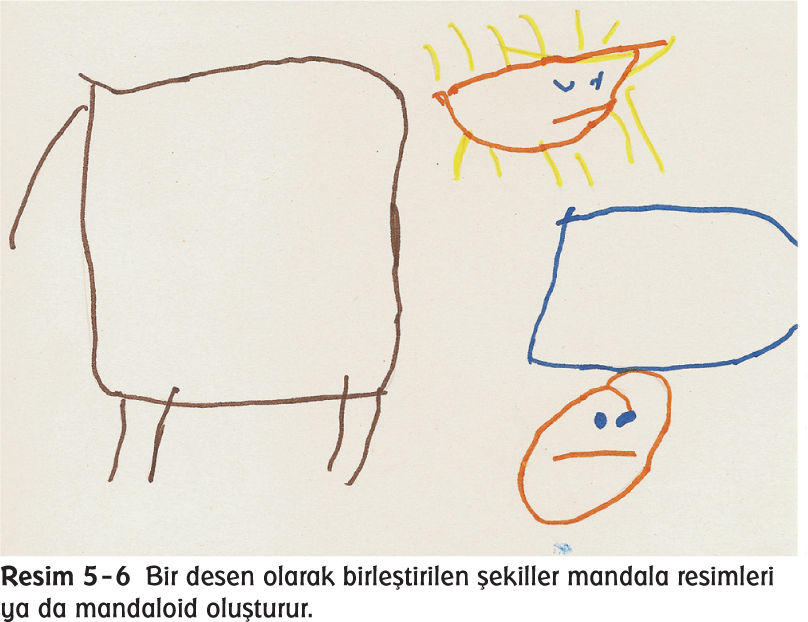 Resim 5-6 Bir desen olarak birleştirilen şekiller mandala resimleri
ya da mandaloid oluşturur.